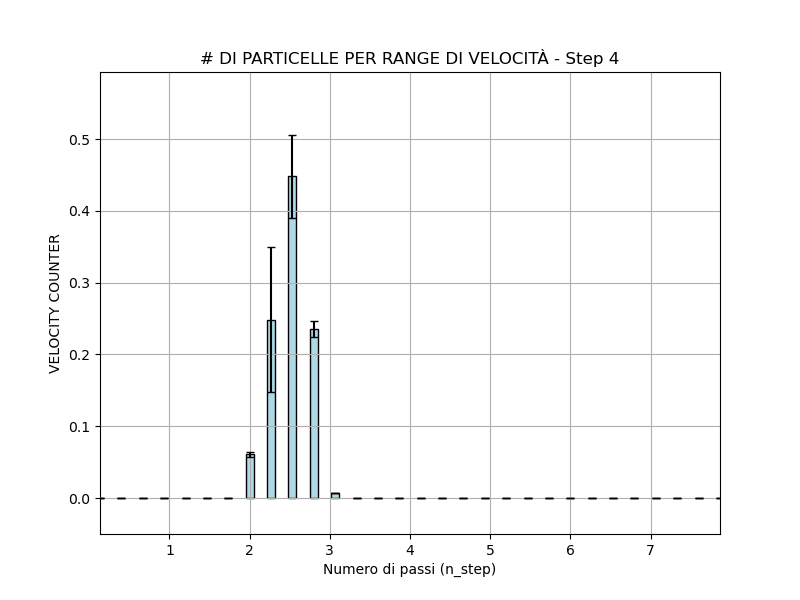 # DI PARTICELLE PER RANGE DI VELOCITÀ - Step 4
VELOCITY COUNTER
0.5
0.4
0.3
0.2
0.1
0.0
1 2 3 4 5 6 7
Numero di passi (n_step)